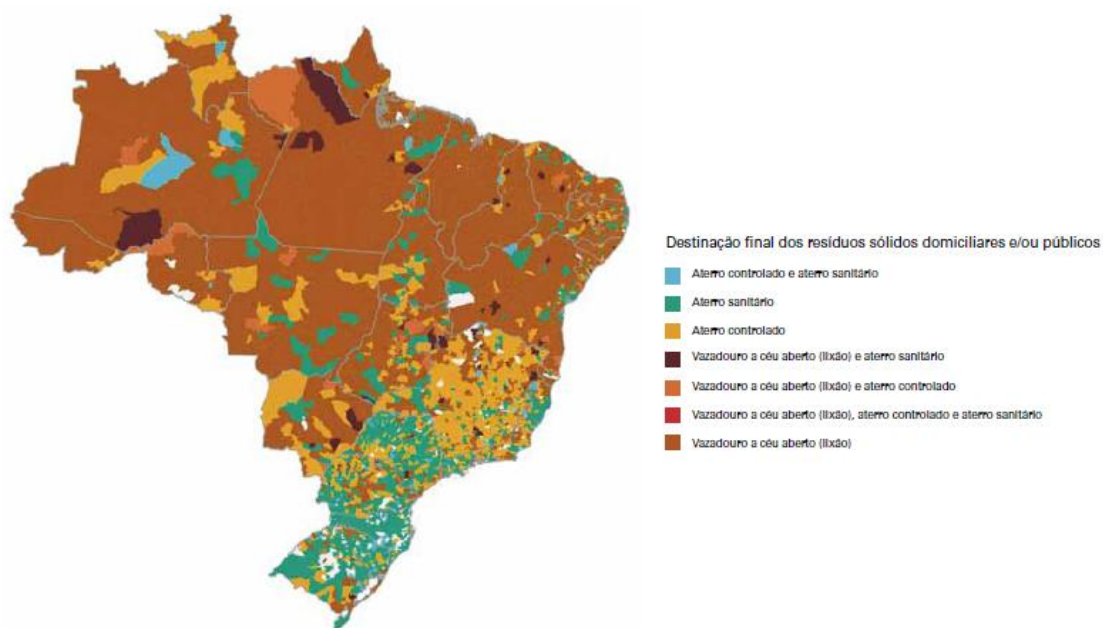 Destinação final dos resíduos sólidos domiciliares e/ou públicos
Aterro controlado e aterro sanitário
Aterro sanitário
Aterro controlado
Vazadouro a céu aberto (lixão) e aterro sanitário
Vazadouro a céu aberto (lixão) e aterro controlado
Vazadouro a céu aberto (lixão), aterro controlado e aterro sanitário
Vazadouro a céu aberto (lixão)